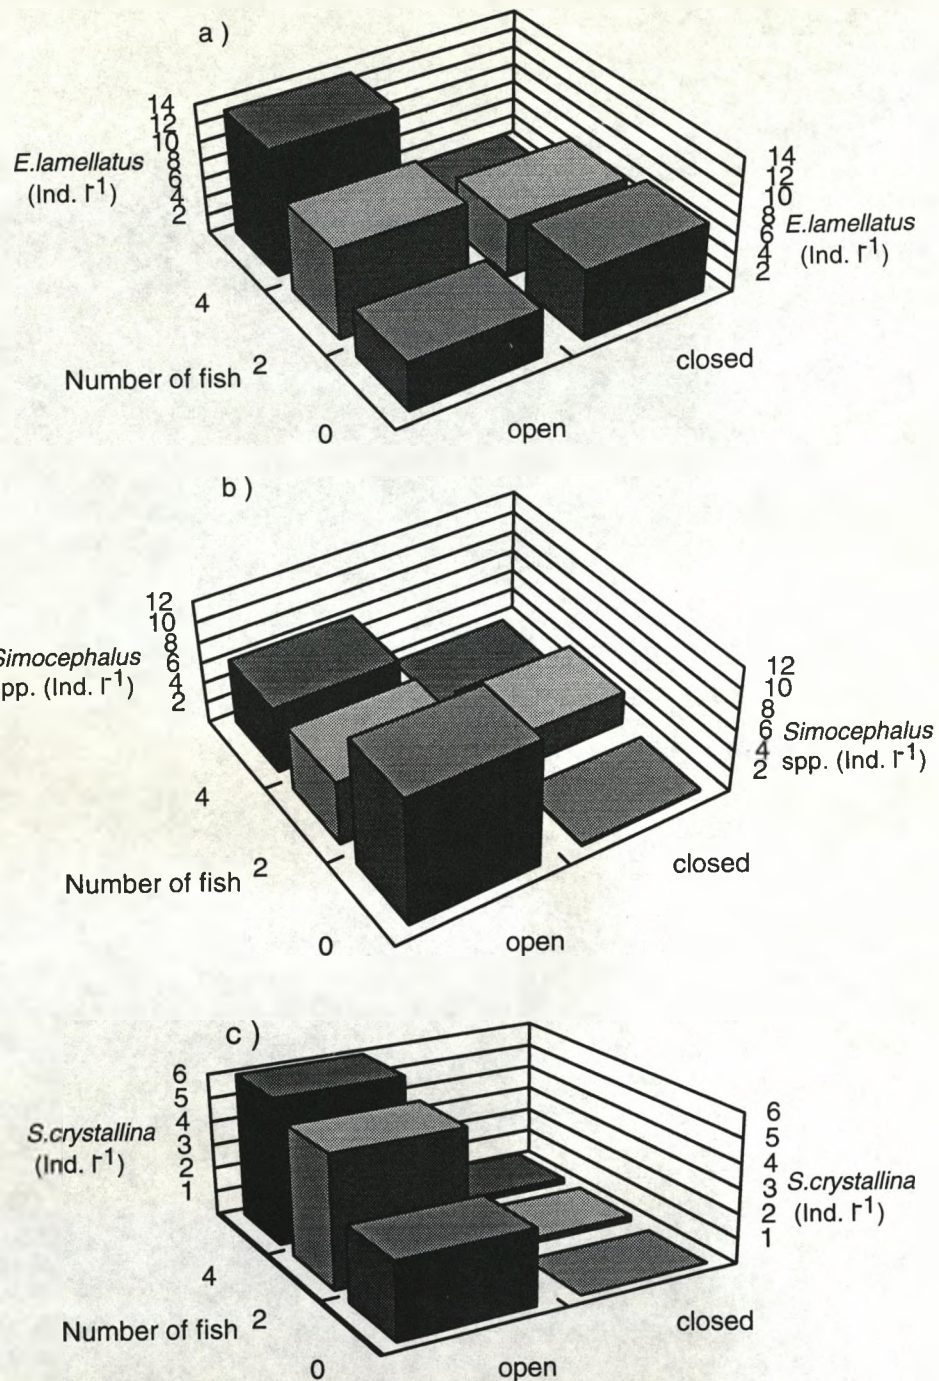 a )
14
12
10
8
6
4
2
E.lamellatus
(Ind. l⁻¹)
14
12
10
8
6
4
2
E.lamellatus
(Ind. l⁻¹)
4
2
0
Number of fish
closed
open
b )
12
10
8
6
4
2
Simocephalus
spp. (Ind. l⁻¹)
12
10
8
6
4
2
Simocephalus
spp. (Ind. l⁻¹)
4
2
0
Number of fish
closed
open
c )
6
5
4
3
2
1
S.crystallina
(Ind. l⁻¹)
6
5
4
3
2
1
S.crystallina
(Ind. l⁻¹)
4
2
0
Number of fish
closed
open